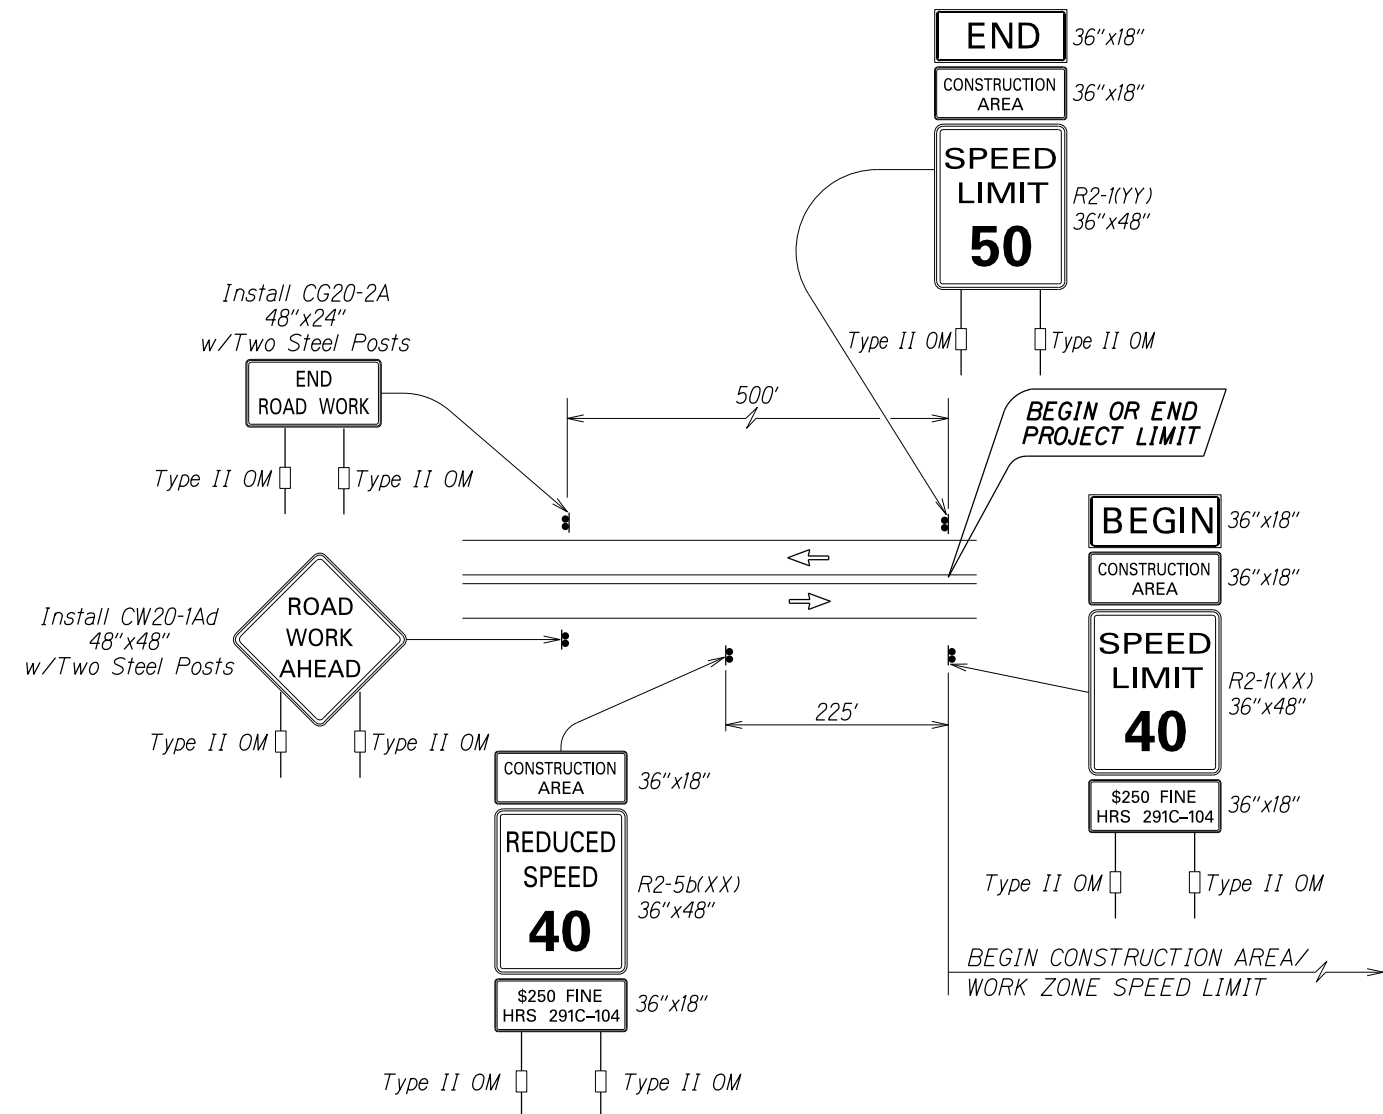 END
36"x18"
CONSTRUCTION
AREA
36"x18"
SPEED
LIMIT
50
R2-1(YY)
36"x48"
Type II OM
Type II OM
Install CG20-2A
48"x24"
w/Two Steel Posts
END
ROAD WORK
Type II OM
Type II OM
500'
BEGIN OR END
PROJECT LIMIT
BEGIN
36"x18"
CONSTRUCTION
AREA
36"x18"
SPEED
LIMIT
40
R2-1(XX)
36"x48"
$250 FINE
HRS 291C-104
36"x18"
Type II OM
Type II OM
Install CW20-1Ad
48"x48"
w/Two Steel Posts
ROAD
WORK
AHEAD
Type II OM
Type II OM
225'
CONSTRUCTION
AREA
36"x18"
REDUCED
SPEED
40
R2-5b(XX)
36"x48"
$250 FINE
HRS 291C-104
36"x18"
Type II OM
Type II OM
BEGIN CONSTRUCTION AREA/
WORK ZONE SPEED LIMIT